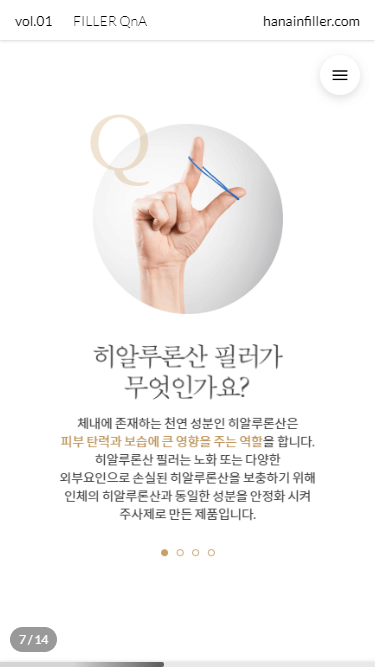 vol.01 FILLER QnA hanainfiller.com
Q
히알루론산 필러가
무엇인가요?
체내에 존재하는 천연 성분인 히알루론산은
피부 탄력과 보습에 큰 영향을 주는 역할을 합니다.
히알루론산 필러는 노화 또는 다양한
외부요인으로 손실된 히알루론산을 보충하기 위해
인체의 히알루론산과 동일한 성분을 안정화 시켜
주사제로 만든 제품입니다.
7 / 14